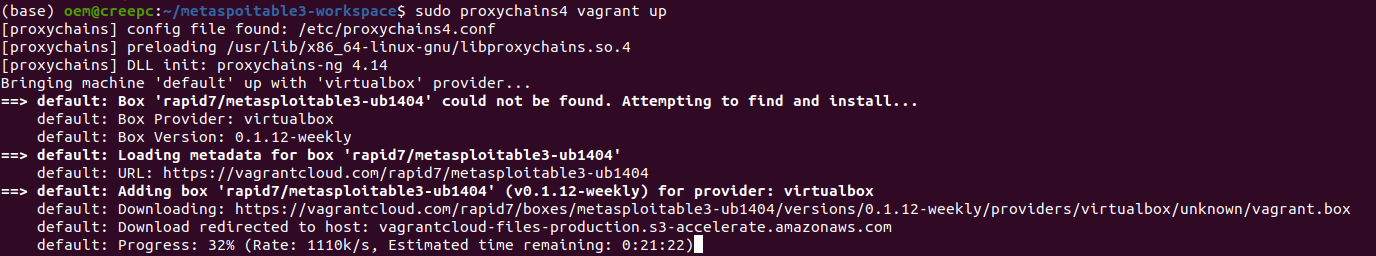 (base) oem@creepc:~/metaspoitable3-workspace$ sudo proxychains4 vagrant up
[proxychains] config file found: /etc/proxychains4.conf
[proxychains] preloading /usr/lib/x86_64-linux-gnu/libproxychains.so.4
[proxychains] DLL init: proxychains-ng 4.14
Bringing machine 'default' up with 'virtualbox' provider...
==> default: Box 'rapid7/metasploitable3-ub1404' could not be found. Attempting to find and install...
    default: Box Provider: virtualbox
    default: Box Version: 0.1.12-weekly
==> default: Loading metadata for box 'rapid7/metasploitable3-ub1404'
    default: URL: https://vagrantcloud.com/rapid7/metasploitable3-ub1404
==> default: Adding box 'rapid7/metasploitable3-ub1404' (v0.1.12-weekly) for provider: virtualbox
    default: Downloading: https://vagrantcloud.com/rapid7/boxes/metasploitable3-ub1404/versions/0.1.12-weekly/providers/virtualbox/unknown/vagrant.box
    default: Download redirected to host: vagrantcloud-files-production.s3-accelerate.amazonaws.com
    default: Progress: 32% (Rate: 1110k/s, Estimated time remaining: 0:21:22)